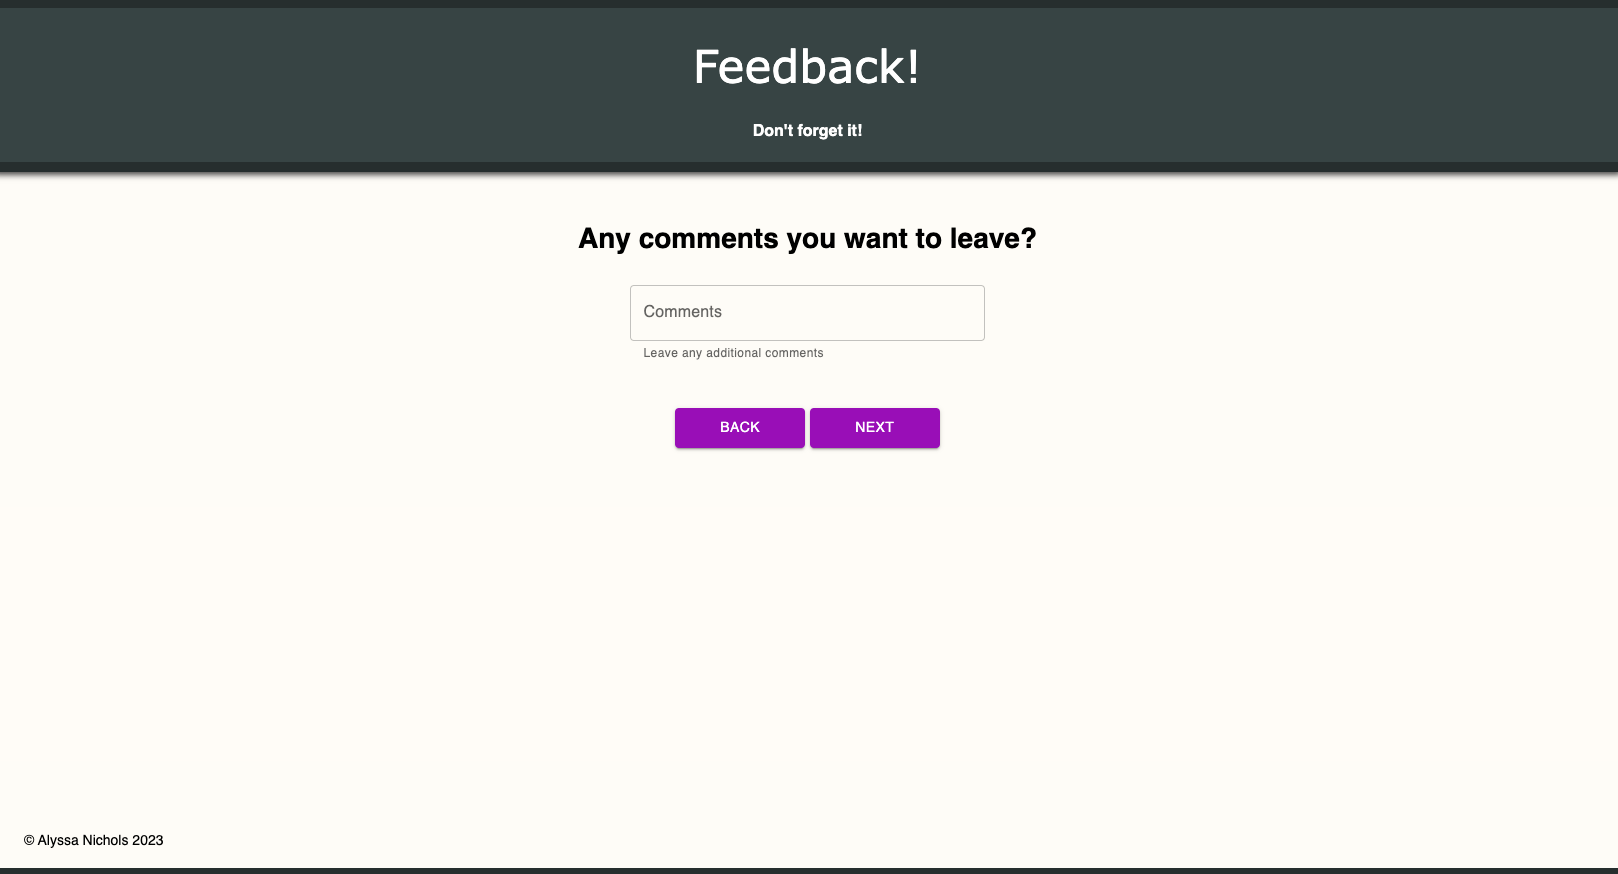 Feedback!
Don't forget it!
Any comments you want to leave?
Comments
Leave any additional comments
BACK NEXT
© Alyssa Nichols 2023